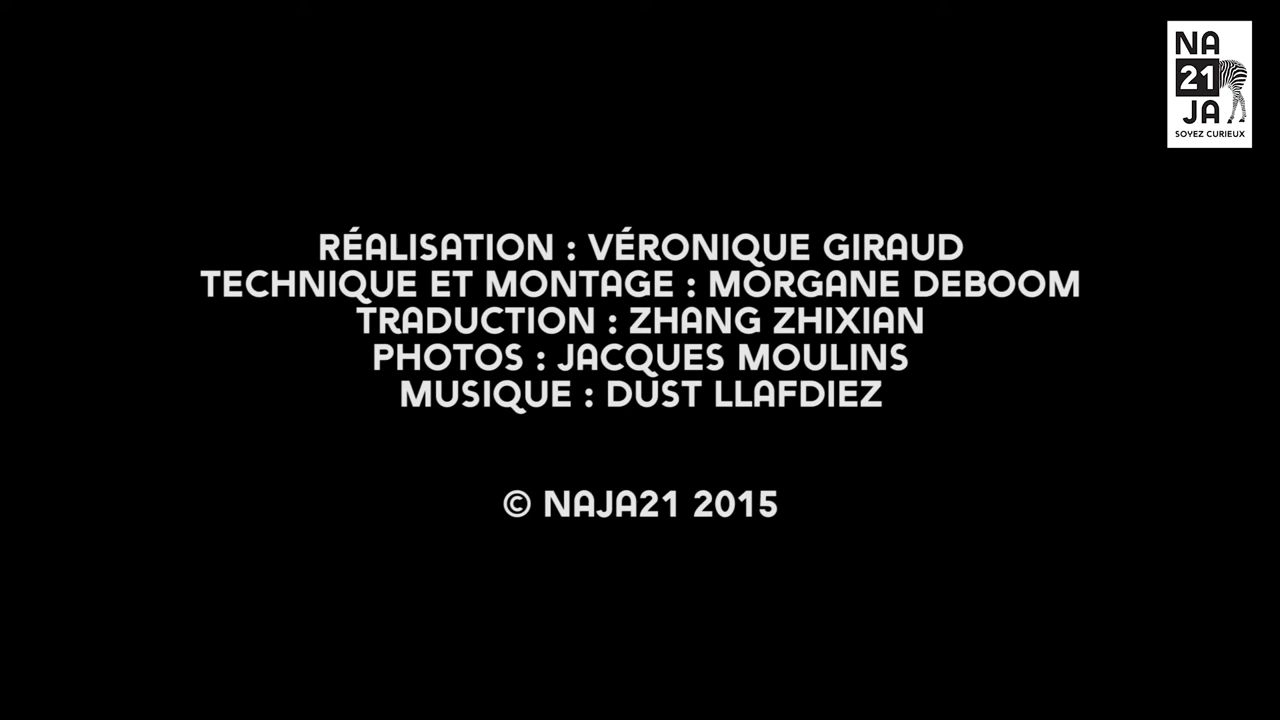 NA
21
JA
SOYEZ CURIEUX
RÉALISATION : VÉRONIQUE GIRAUD
TECHNIQUE ET MONTAGE : MORGANE DEBOOM
TRADUCTION : ZHANG ZHIXIAN
PHOTOS : JACQUES MOULINS
MUSIQUE : DUST LLAFDIEZ
© NAJA21 2015